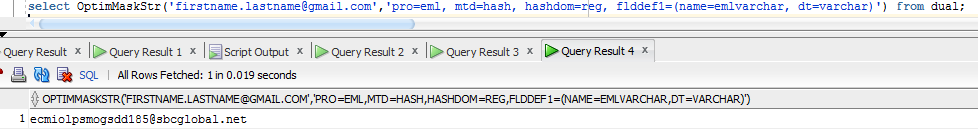 select OptimMaskStr('firstname.lastname@gmail.com','pro=eml, mtd=hash, hashdom=reg, flddef1=(name=emlvarchar, dt=varchar)') from dual;
Query Result x Query Result 1 x Script Output x Query Result 2 x Query Result 3 x Query Result 4 x
SQL | All Rows Fetched: 1 in 0.019 seconds
OPTIMMASKSTR('FIRSTNAME.LASTNAME@GMAIL.COM','PRO=EML,MTD=HASH,HASHDOM=REG,FLDDEF1=(NAME=EMLVARCHAR,DT=VARCHAR)')
1 ecmiolpsmogsdd185@sbcglobal.net